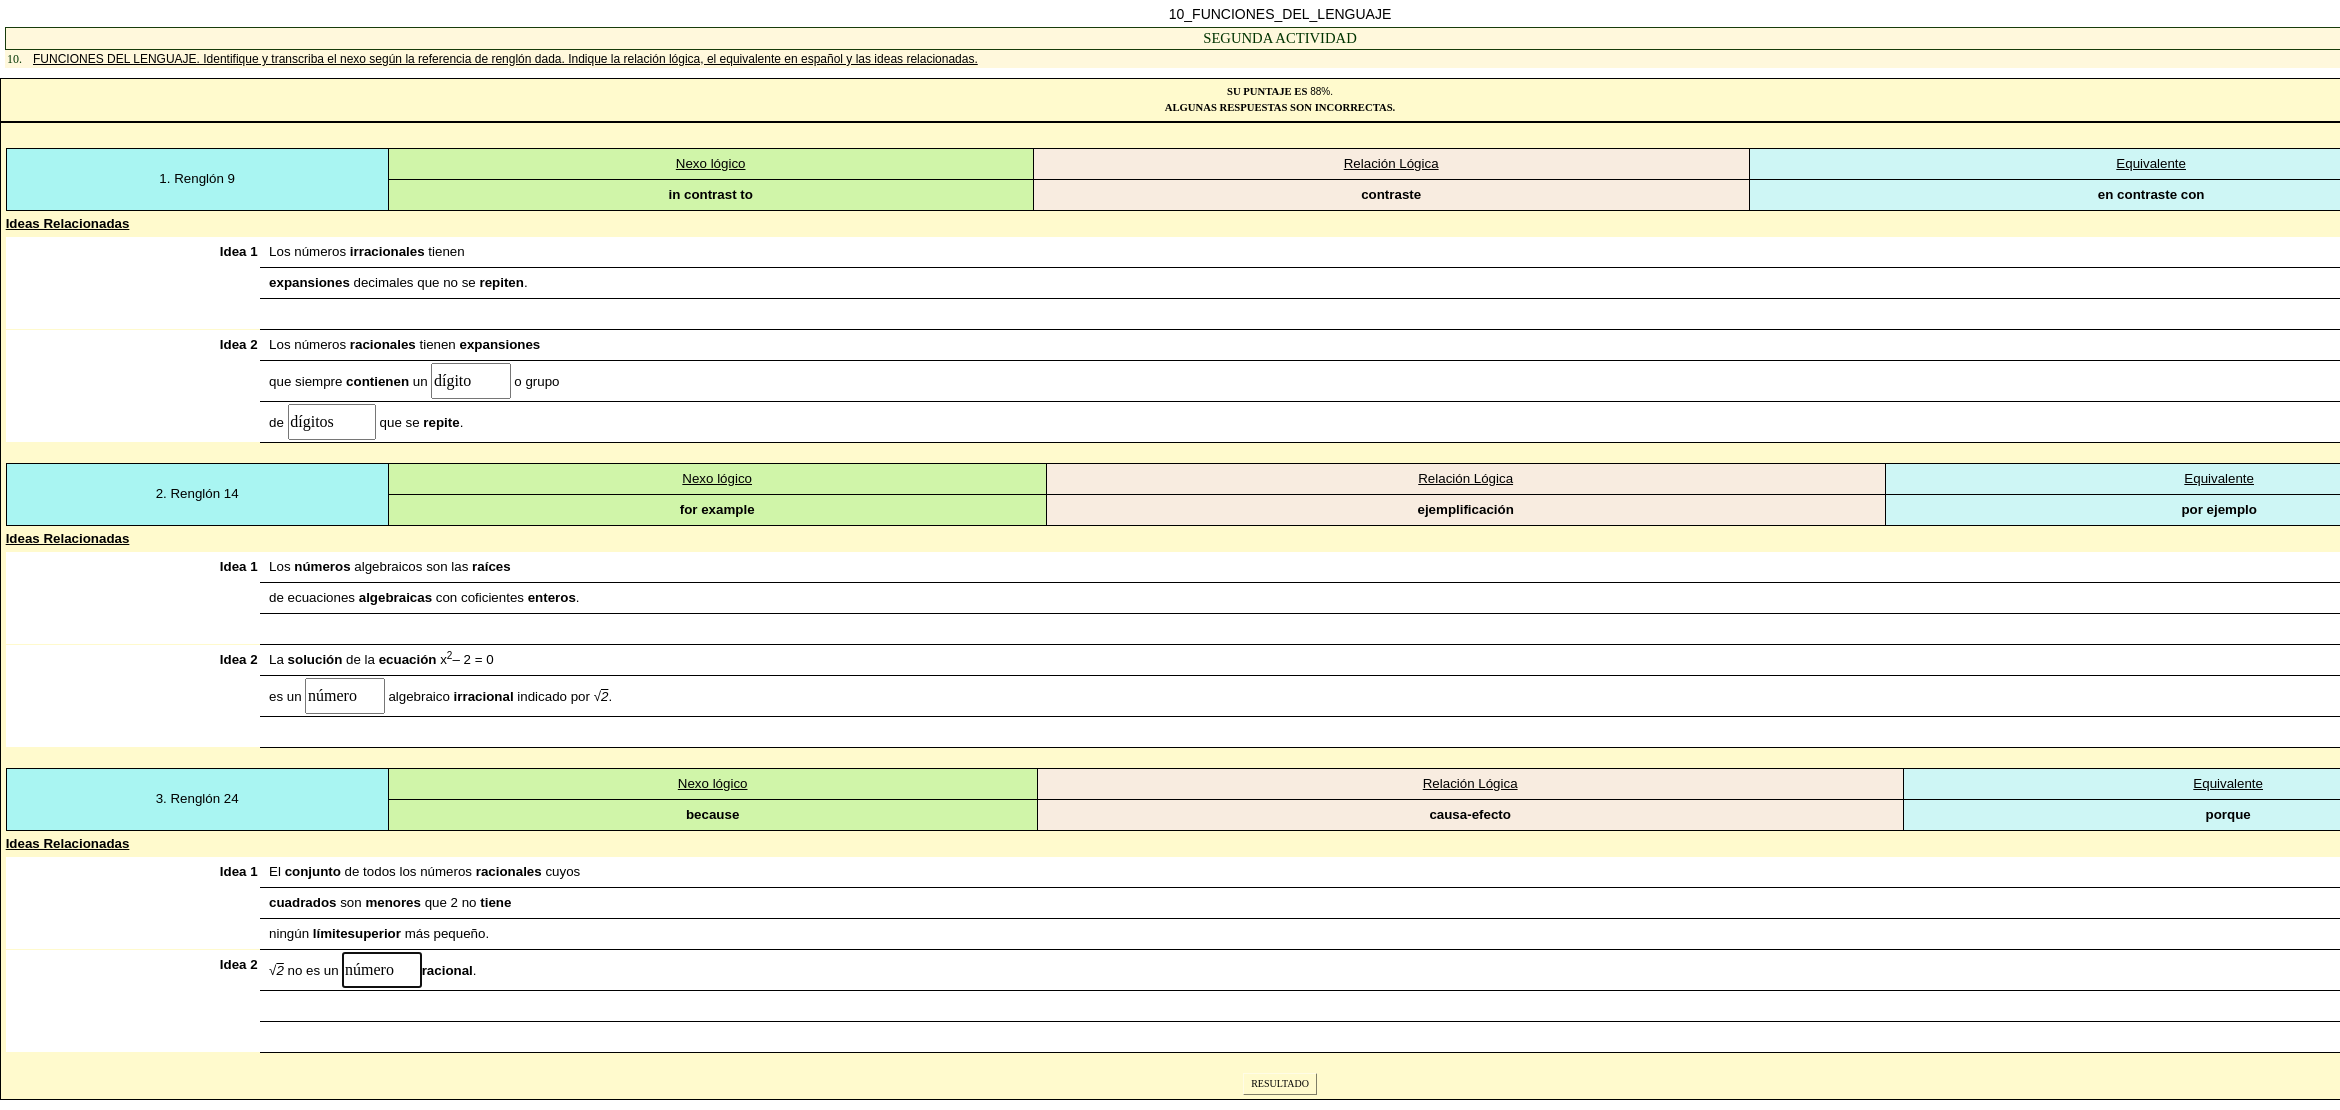 10_FUNCIONES_DEL_LENGUAJE
SEGUNDA ACTIVIDAD
10. FUNCIONES DEL LENGUAJE. Identifique y transcriba el nexo según la referencia de renglón dada. Indique la relación lógica, el equivalente en español y las ideas relacionadas.
SU PUNTAJE ES 88%.
ALGUNAS RESPUESTAS SON INCORRECTAS.
1. Renglón 9
Nexo lógico Relación Lógica Equivalente
in contrast to contraste en contraste con
Ideas Relacionadas
Idea 1 Los números irracionales tienen
expansiones decimales que no se repiten.
Idea 2 Los números racionales tienen expansiones
que siempre contienen un dígito o grupo
de dígitos que se repite.
2. Renglón 14
Nexo lógico Relación Lógica Equivalente
for example ejemplificación por ejemplo
Ideas Relacionadas
Idea 1 Los números algebraicos son las raíces
de ecuaciones algebraicas con coficientes enteros.
Idea 2 La solución de la ecuación x²– 2 = 0
es un número algebraico irracional indicado por √2.
3. Renglón 24
Nexo lógico Relación Lógica Equivalente
because causa-efecto porque
Ideas Relacionadas
Idea 1 El conjunto de todos los números racionales cuyos
cuadrados son menores que 2 no tiene
ningún límitesuperior más pequeño.
Idea 2 √2 no es un número racional.
RESULTADO